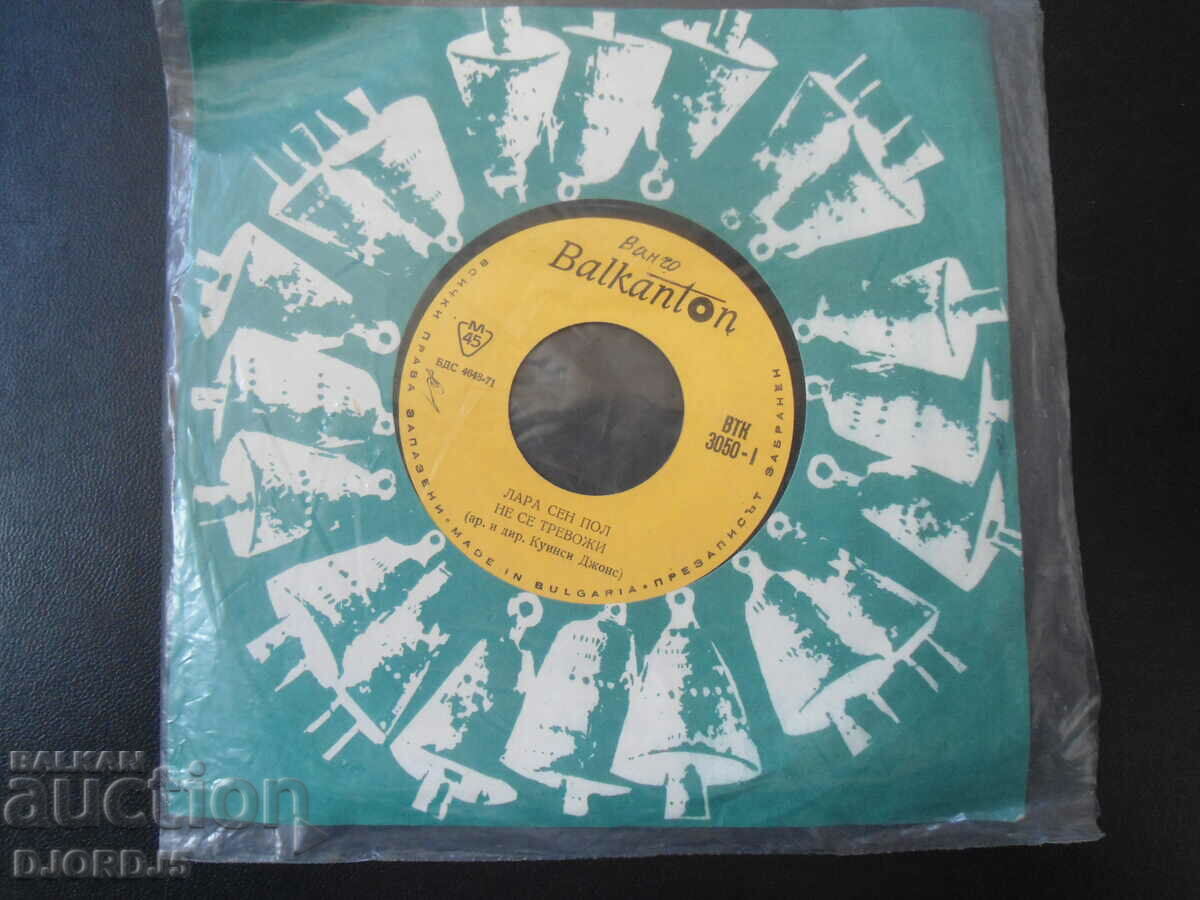 Ванчо
Balkanton
М
45
БДС 4043-71
ВТК
3050-I
ЛАРА СЕН ПОЛ
НЕ СЕ ТРЕВОЖИ
(ар. и дир. Куинси Джонс)
ВСИЧКИ ПРАВА ЗАПАЗЕНИ • MADE IN BULGARIA • ПРЕЗАПИСЪТ ЗАБРАНЕН
BALKAN
auction
DJORDJ5